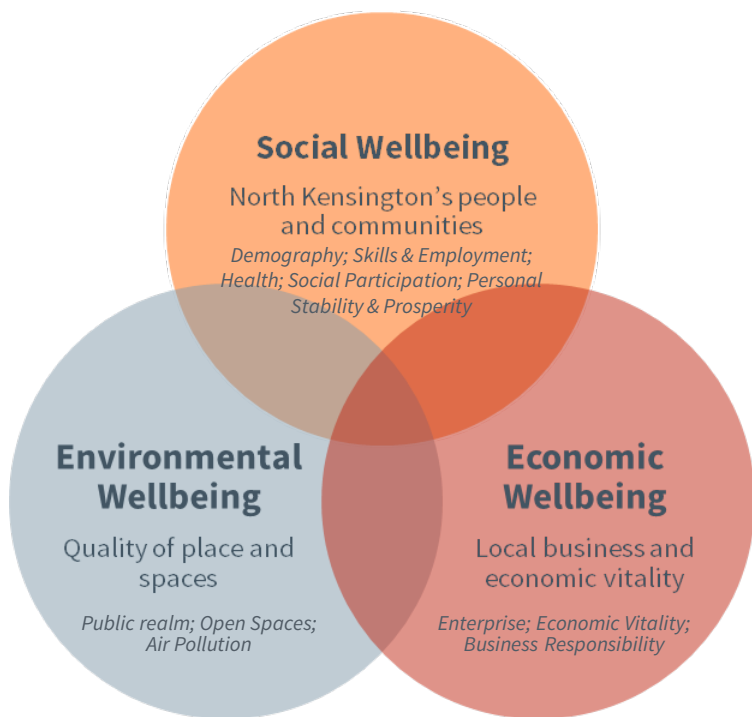 Social Wellbeing
North Kensington's people
and communities
Demography; Skills & Employment;
Health; Social Participation; Personal
Stability & Prosperity
Environmental
Wellbeing
Quality of place and
spaces
Public realm; Open Spaces;
Air Pollution
Economic
Wellbeing
Local business and
economic vitality
Enterprise; Economic Vitality;
Business Responsibility